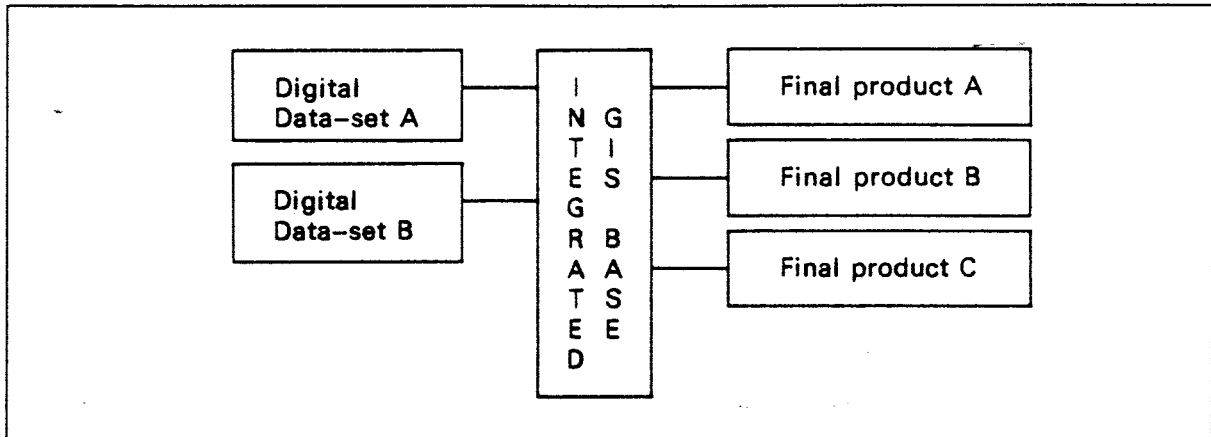 Digital
Data-set A
Digital
Data-set B
INTEGRATED
GIS BASE
Final product A
Final product B
Final product C